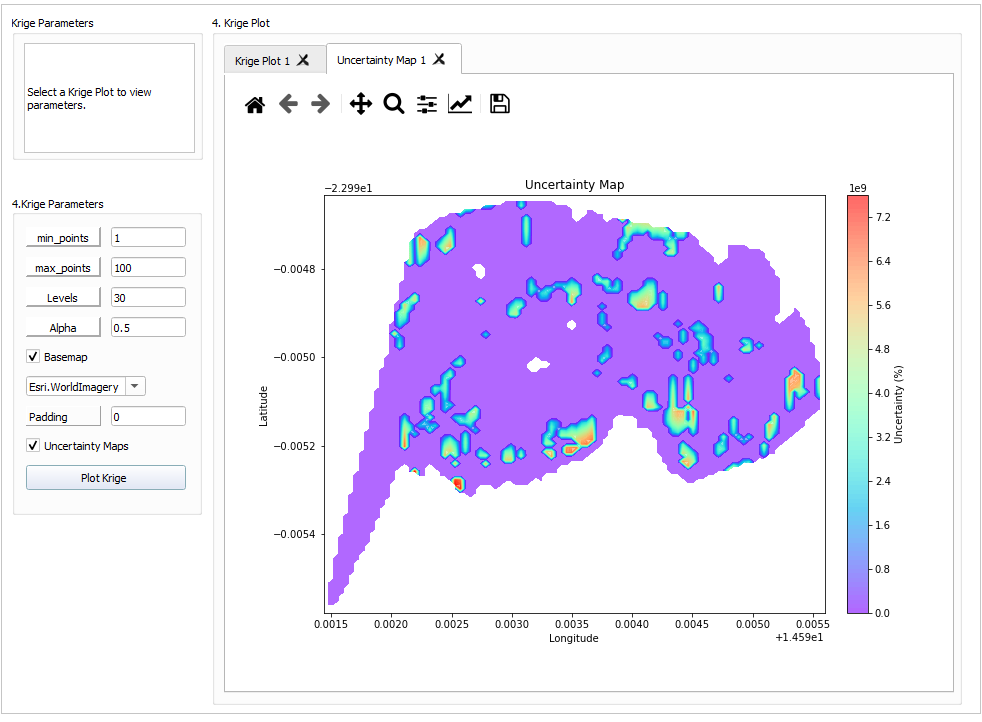 Krige Parameters
Select a Krige Plot to view
parameters.
4.Krige Parameters
min_points 1
max_points 100
Levels 30
Alpha 0.5
Basemap
Esri.WorldImagery
Padding 0
Uncertainty Maps
Plot Krige
4. Krige Plot
Krige Plot 1
Uncertainty Map 1
Uncertainty Map
−2.299e1
−0.0048
−0.0050
−0.0052
−0.0054
Latitude
0.0015 0.0020 0.0025 0.0030 0.0035 0.0040 0.0045 0.0050 0.0055
Longitude
+1.459e1
1e9
7.2
6.4
5.6
4.8
4.0
3.2
2.4
1.6
0.8
0.0
Uncertainty (%)